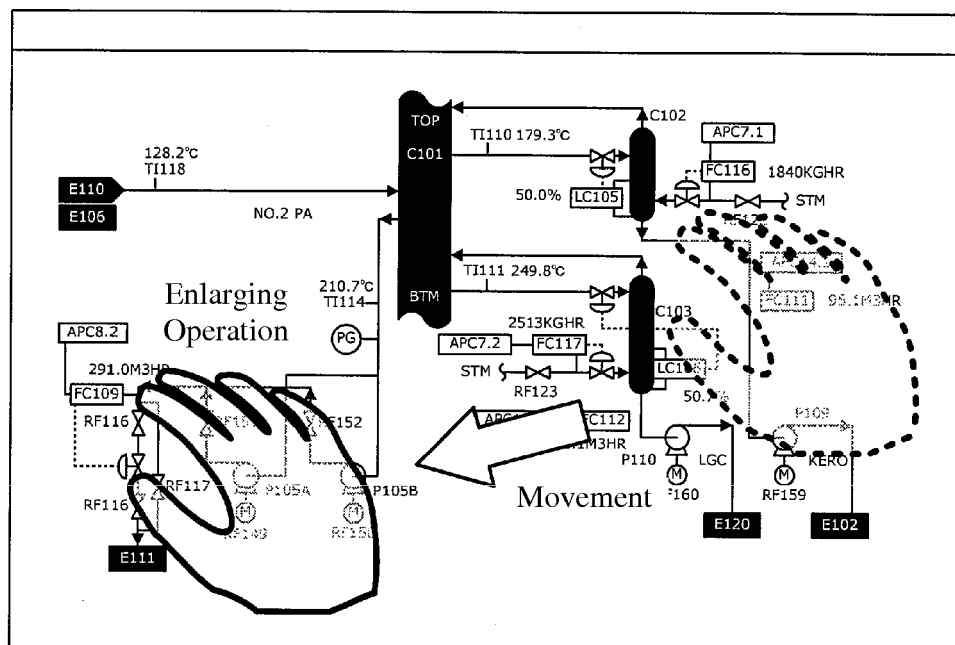 TOP
C102
APC7.1
TI110 179.3℃
C101
128.2℃
TI118
FC116
1840KGHR
E110
50.0%
LC105
STM
E106
NO.2 PA
TI111 249.8℃
210.7℃
TI114
BTM
FC111
Enlarging
Operation
C103
2513KGHR
APC8.2
PG
APC7.2
FC117
291.0M3HR
STM
FC109
RF123
RF116
RF152
FC112
P109
P110
LGC
KERO
RF117
P105A
P105B
M
M
M
M
RF116
Movement
RF159
RF149
E111
E120
E102